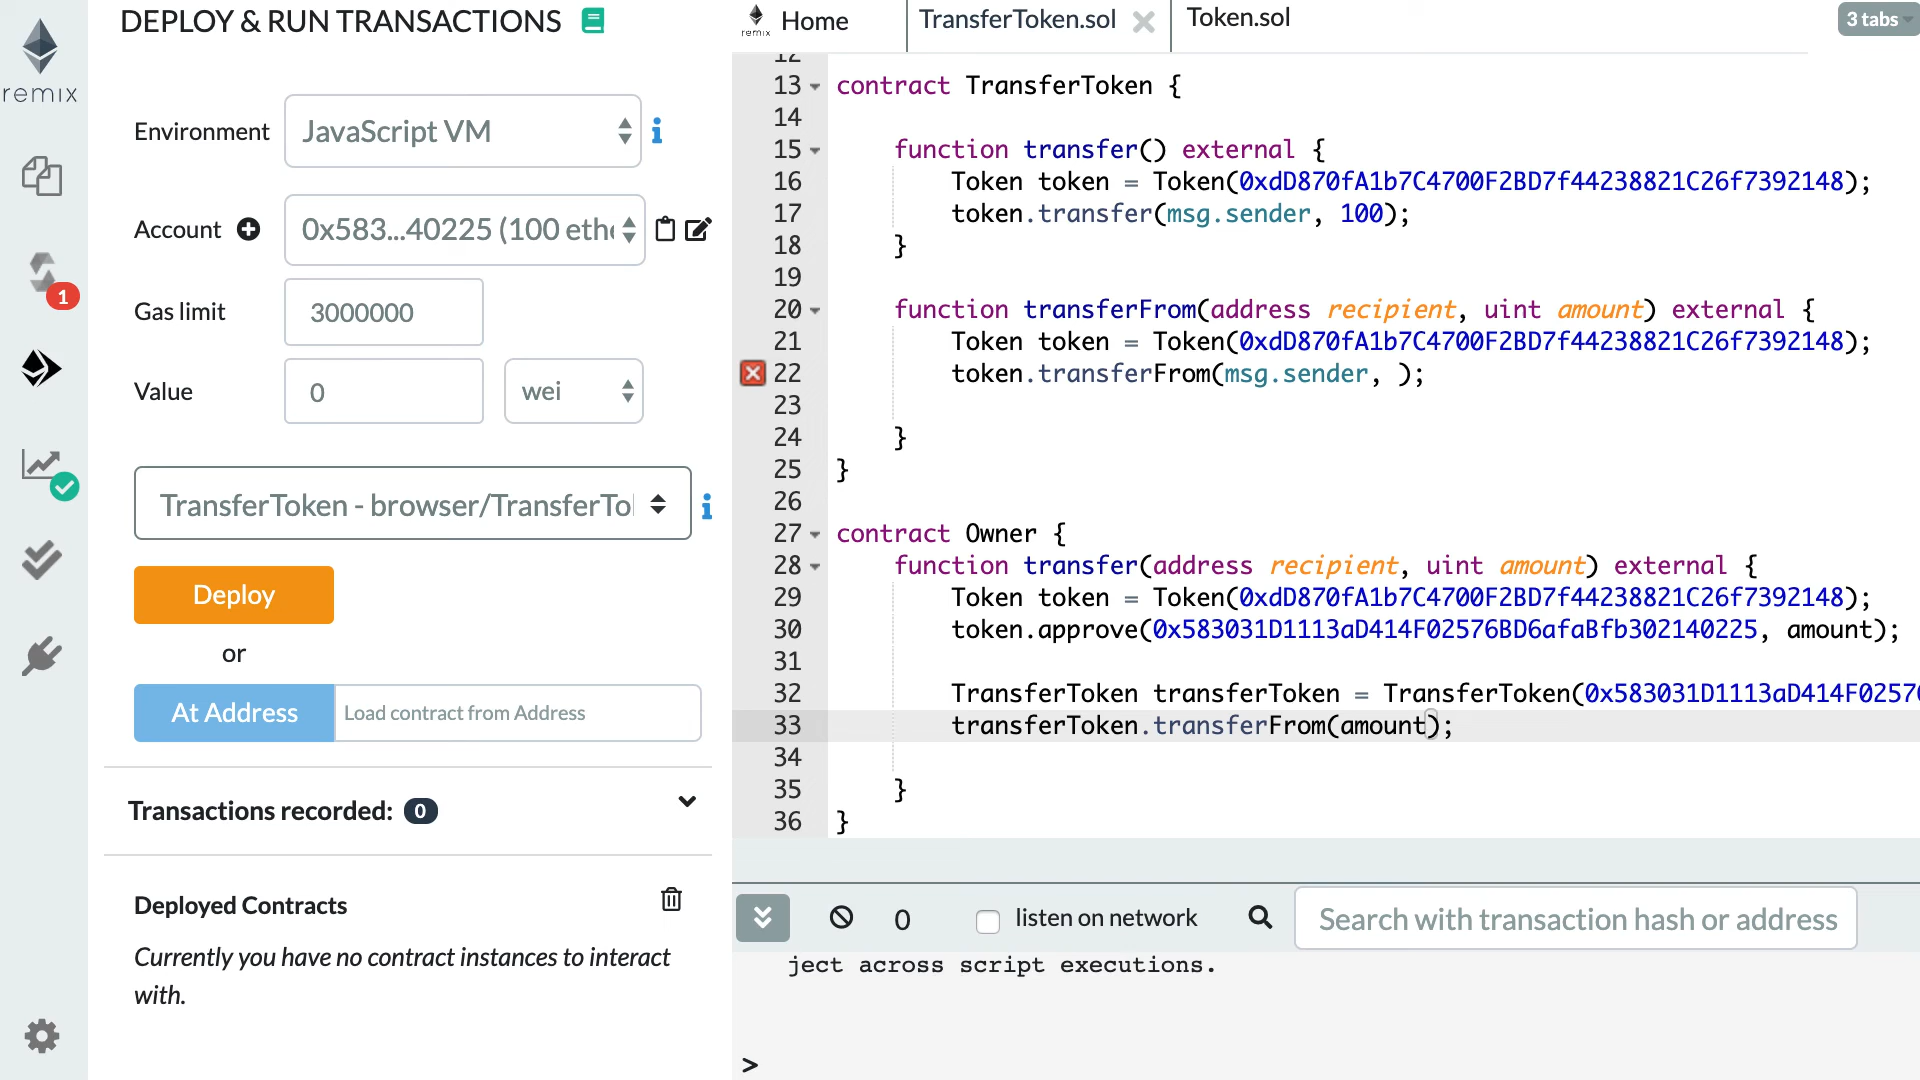 remix
DEPLOY & RUN TRANSACTIONS
Environment
JavaScript VM
Account
0x583...40225 (100 ethe
Gas limit
3000000
Value
0
wei
1
TransferToken - browser/TransferTo
Deploy
or
At Address
Load contract from Address
Transactions recorded: 0
Deployed Contracts
Currently you have no contract instances to interact
with.
remix
Home
TransferToken.sol
Token.sol
3 tabs
12
13 contract TransferToken {
14
15 function transfer() external {
16 Token token = Token(0xdD870fA1b7C4700F2BD7f44238821C26f7392148);
17 token.transfer(msg.sender, 100);
18 }
19
20 function transferFrom(address recipient, uint amount) external {
21 Token token = Token(0xdD870fA1b7C4700F2BD7f44238821C26f7392148);
22 token.transferFrom(msg.sender, );
23
24 }
25 }
26
27 contract Owner {
28 function transfer(address recipient, uint amount) external {
29 Token token = Token(0xdD870fA1b7C4700F2BD7f44238821C26f7392148);
30 token.approve(0x583031D1113aD414F02576BD6afaBfb302140225, amount);
31
32 TransferToken transferToken = TransferToken(0x583031D1113aD414F0257
33 transferToken.transferFrom(amount);
34
35 }
36 }
0
listen on network
Search with transaction hash or address
ject across script executions.
>